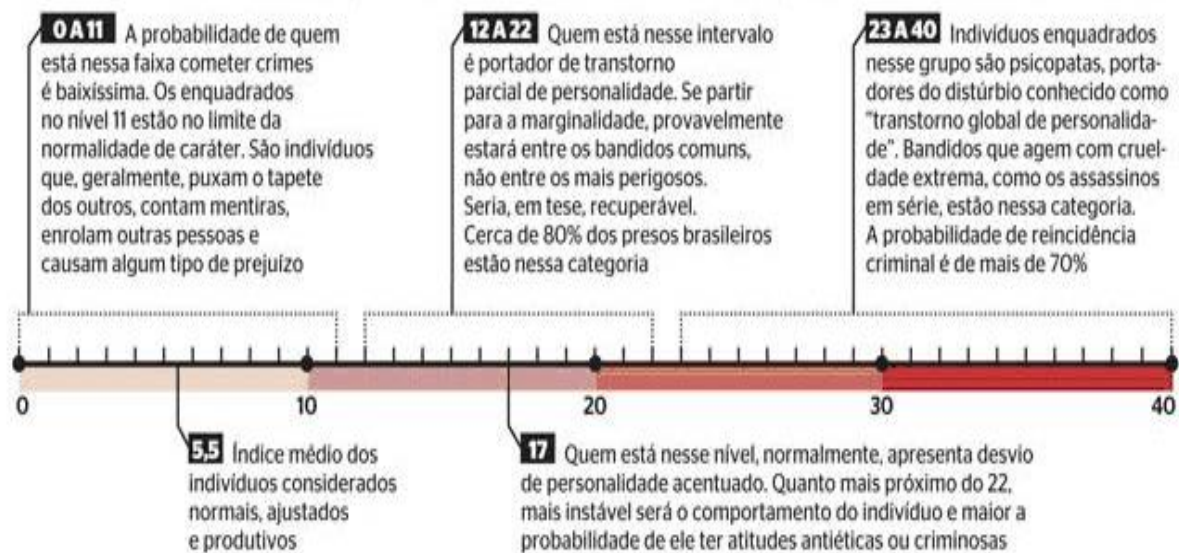 0 A 11 A probabilidade de quem
está nessa faixa cometer crimes
é baixíssima. Os enquadrados
no nível 11 estão no limite da
normalidade de caráter. São indivíduos
que, geralmente, puxam o tapete
dos outros, contam mentiras,
enrolam outras pessoas e
causam algum tipo de prejuízo
12 A 22 Quem está nesse intervalo
é portador de transtorno
parcial de personalidade. Se partir
para a marginalidade, provavelmente
estará entre os bandidos comuns,
não entre os mais perigosos.
Seria, em tese, recuperável.
Cerca de 80% dos presos brasileiros
estão nessa categoria
23 A 40 Indivíduos enquadrados
nesse grupo são psicopatas, porta-
dores do distúrbio conhecido como
"transtorno global de personalida-
de". Bandidos que agem com cruel-
dade extrema, como os assassinos
em série, estão nessa categoria.
A probabilidade de reincidência
criminal é de mais de 70%
0 10 20 30 40
5,5 Índice médio dos
indivíduos considerados
normais, ajustados
e produtivos
17 Quem está nesse nível, normalmente, apresenta desvio
de personalidade acentuado. Quanto mais próximo do 22,
mais instável será o comportamento do indivíduo e maior a
probabilidade de ele ter atitudes antiéticas ou criminosas